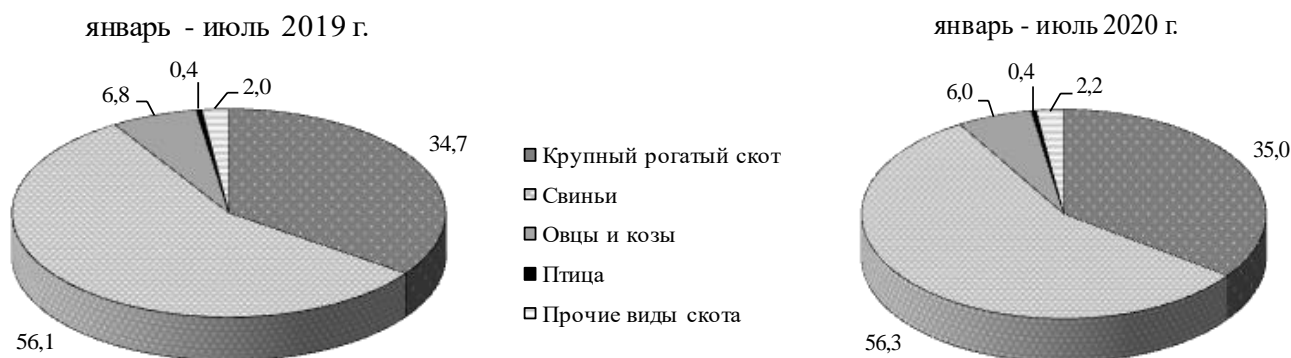 январь - июль 2019 г.
0,4
2,0
6,8
34,7
56,1
Крупный рогатый скот
Свиньи
Овцы и козы
Птица
Прочие виды скота
январь - июль 2020 г.
0,4
2,2
6,0
35,0
56,3